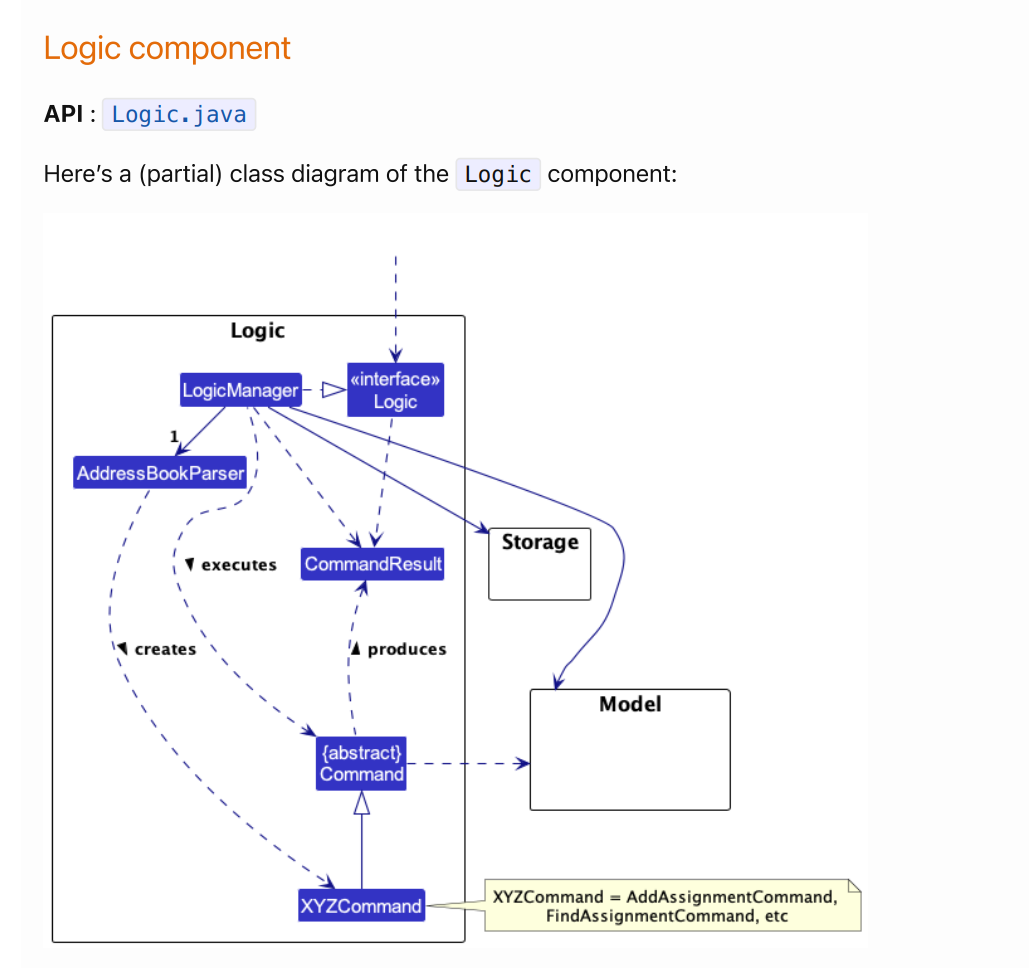 Logic component
API : Logic.java
Here’s a (partial) class diagram of the Logic component:
Logic
LogicManager
«interface»
Logic
1
AddressBookParser
Storage
executes
CommandResult
creates
produces
Model
{abstract}
Command
XYZCommand
XYZCommand = AddAssignmentCommand,
FindAssignmentCommand, etc